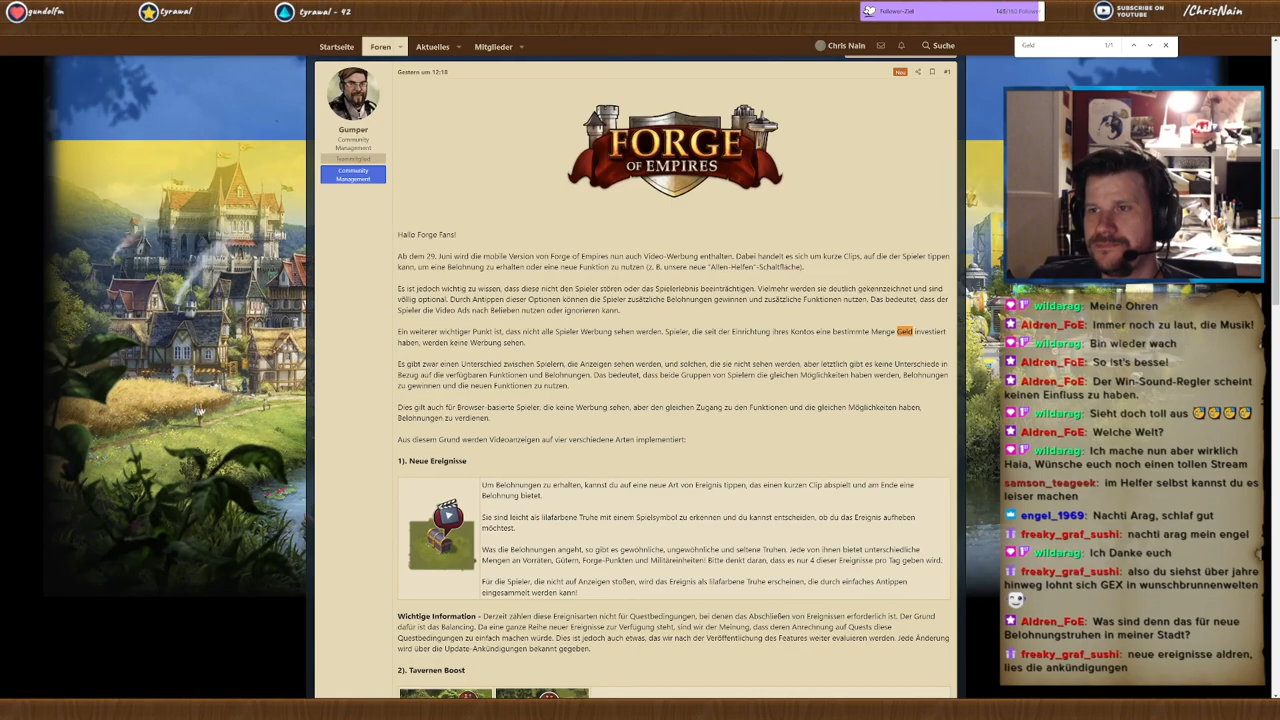 gundolfm
tyrawal
tyrawal - 42
Follower-Ziel
SUBSCRIBE ON
YOUTUBE
/ChrisNain
Startseite
Foren
Aktuelles
Mitglieder
Chris Nain
Suche
Geld
1/1
Gestern um 12:18
Neu
#1
Gumper
Community
Management
Teammitglied
Community
Management
FORGE
OF EMPIRES
Hallo Forge Fans!
Ab dem 29. Juni wird die mobile Version von Forge of Empires nun auch Video-Werbung enthalten. Dabei handelt es sich um kurze Clips, auf die der Spieler tippen
kann, um eine Belohnung zu erhalten oder eine neue Funktion zu nutzen (z. B. unsere neue "Allen-Helfen"-Schaltfläche).
Es ist jedoch wichtig zu wissen, dass diese nicht den Spieler stören oder das Spielerlebnis beeinträchtigen. Vielmehr werden sie deutlich gekennzeichnet und sind
völlig optional. Durch Antippen dieser Optionen können die Spieler zusätzliche Belohnungen gewinnen und zusätzliche Funktionen nutzen. Das bedeutet, dass der
Spieler die Video Ads nach Belieben nutzen oder ignorieren kann.
Ein weiterer wichtiger Punkt ist, dass nicht alle Spieler Werbung sehen werden. Spieler, die seit der Einrichtung ihres Kontos eine bestimmte Menge Geld investiert
haben, werden keine Werbung sehen.
Es gibt zwar einen Unterschied zwischen Spielern, die Anzeigen sehen werden, und solchen, die sie nicht sehen werden, aber letztlich gibt es keine Unterschiede in
Bezug auf die verfügbaren Funktionen und Belohnungen. Das bedeutet, dass beide Gruppen von Spielern die gleichen Möglichkeiten haben werden, Belohnungen
zu gewinnen und die neuen Funktionen zu nutzen.
Dies gilt auch für Browser-basierte Spieler, die keine Werbung sehen, aber den gleichen Zugang zu den Funktionen und die gleichen Möglichkeiten haben,
Belohnungen zu verdienen.
Aus diesem Grund werden Videoanzeigen auf vier verschiedene Arten implementiert:
1). Neue Ereignisse
Um Belohnungen zu erhalten, kannst du auf eine neue Art von Ereignis tippen, das einen kurzen Clip abspielt und am Ende eine
Belohnung bietet.
Sie sind leicht als lilafarbene Truhe mit einem Spielsymbol zu erkennen und du kannst entscheiden, ob du das Ereignis aufheben
möchtest.
Was die Belohnungen angeht, so gibt es gewöhnliche, ungewöhnliche und seltene Truhen. Jede von ihnen bietet unterschiedliche
Mengen an Vorräten, Gütern, Forge-Punkten und Militäreinheiten! Bitte denkt daran, dass es nur 4 dieser Ereignisse pro Tag geben wird.
Für die Spieler, die nicht auf Anzeigen stoßen, wird das Ereignis als lilafarbene Truhe erscheinen, die durch einfaches Antippen
eingesammelt werden kann!
Wichtige Information - Derzeit zählen diese Ereignisarten nicht für Questbedingungen, bei denen das Abschließen von Ereignissen erforderlich ist. Der Grund
dafür ist das Balancing. Da eine ganze Reihe neuer Ereignisse zur Verfügung steht, sind wir der Meinung, dass deren Anrechnung auf Quests diese
Questbedingungen zu einfach machen würde. Dies ist jedoch auch etwas, das wir nach der Veröffentlichung des Features weiter evaluieren werden. Jede Änderung
wird über die Update-Ankündigungen bekannt gegeben.
2). Tavernen Boost
wildarag: Meine Ohren
Aldren_FoE: Immer noch zu laut, die Musik!
wildarag: Bin wieder wach
Aldren_FoE: So ist's besse!
Aldren_FoE: Der Win-Sound-Regler scheint
keinen Einfluss zu haben.
wildarag: Sieht doch toll aus
Aldren_FoE: Welche Welt?
wildarag: Ich mache nun aber wirklich
Haia, Wünsche euch noch einen tollen Stream
samson_teageek: im Helfer selbst kannst du es
leiser machen
engel_1969: Nachti Arag, schlaf gut
freaky_graf_sushi: nachti arag mein engel
wildarag: Ich Danke euch
freaky_graf_sushi: also du siehst über jahre
hinweg lohnt sich GEX in wunschbrunnenwelten
Aldren_FoE: Was sind denn das für neue
Belohnungstruhen in meiner Stadt?
freaky_graf_sushi: neue ereignisse aldren,
lies die ankündigungen